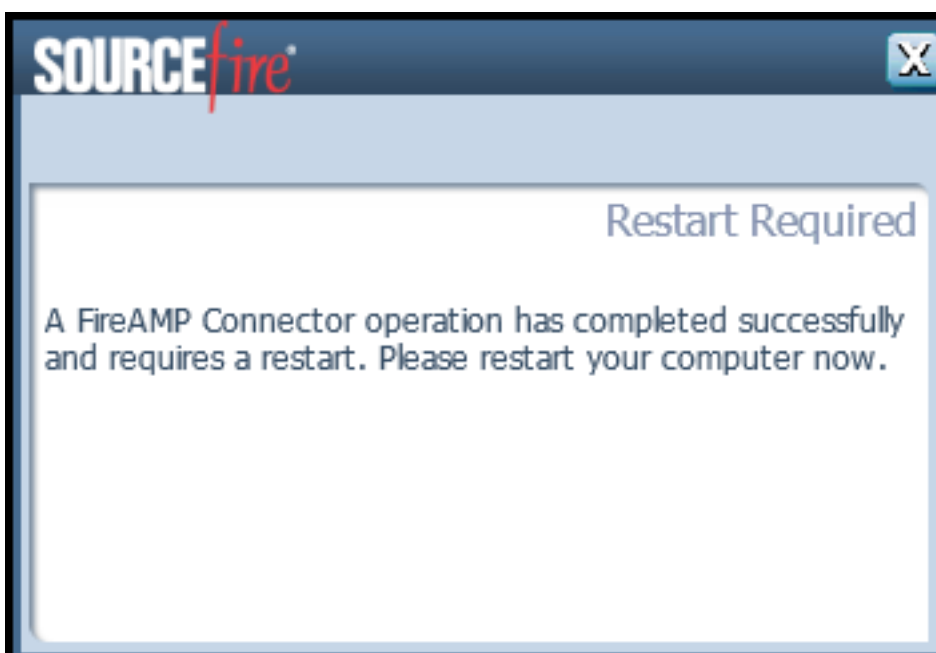 SOURCEfire®
X
Restart Required
A FireAMP Connector operation has completed successfully
and requires a restart. Please restart your computer now.